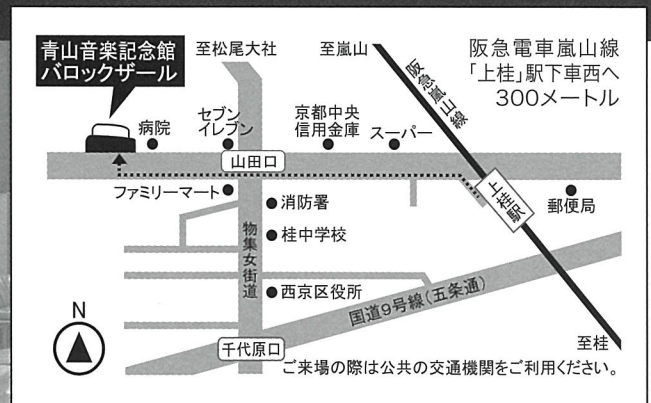 青山音楽記念館
バロックザール
至松尾大社
至嵐山
阪急嵐山線
阪急電車嵐山線
「上桂」駅下車西へ
300メートル
病院
セブン
イレブン
京都中央
信用金庫
スーパー
山田口
ファミリーマート
消防署
上桂駅
郵便局
桂中学校
物集女街道
西京区役所
国道9号線(五条通)
N
千代原口
至桂
ご来場の際は公共の交通機関をご利用ください。